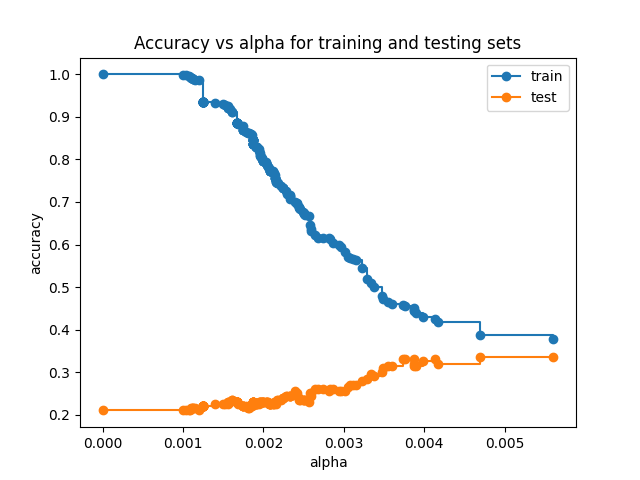 Accuracy vs alpha for training and testing sets
train
test
accuracy
1.0
0.9
0.8
0.7
0.6
0.5
0.4
0.3
0.2
0.000 0.001 0.002 0.003 0.004 0.005
alpha